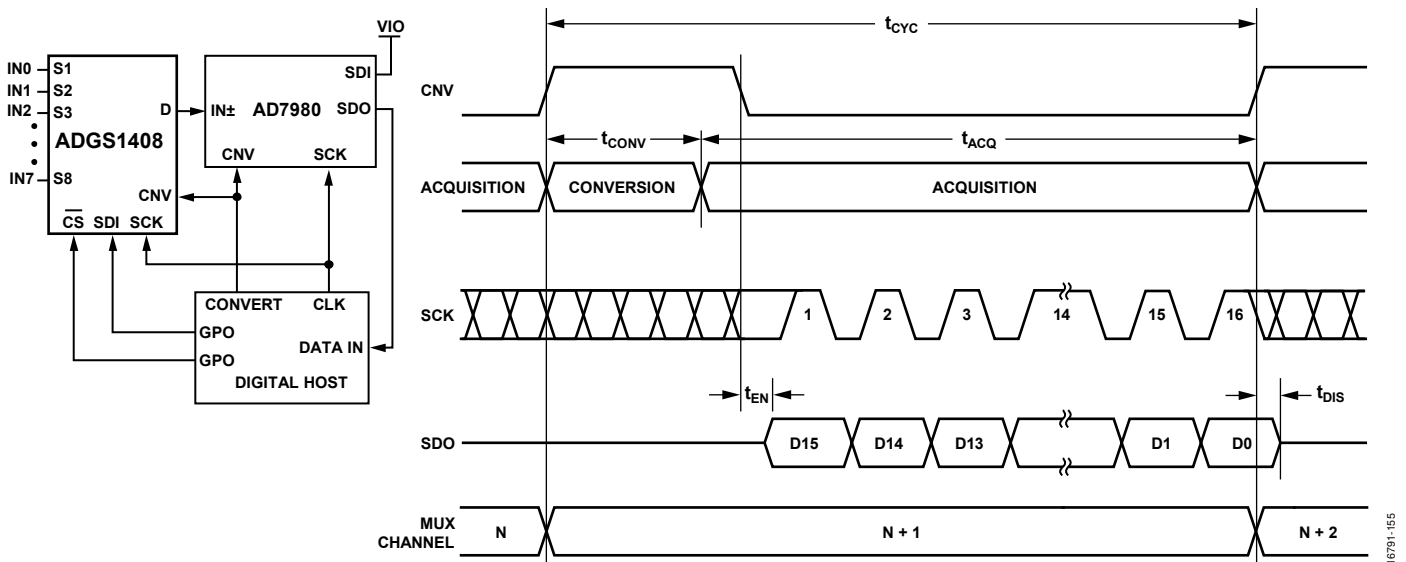 VIO
IN0 S1
IN1 S2
IN2 S3
ADGS1408
IN7 S8
D
CNV
CS SDI SCK
SDI
IN± AD7980 SDO
CNV SCK
CONVERT CLK
GPO
DATA IN
GPO
DIGITAL HOST
tCYC
CNV
tCONV tACQ
ACQUISITION CONVERSION ACQUISITION
SCK 1 2 3 14 15 16
tEN tDIS
SDO D15 D14 D13 D1 D0
MUX
CHANNEL
N N + 1 N + 2
16791-155